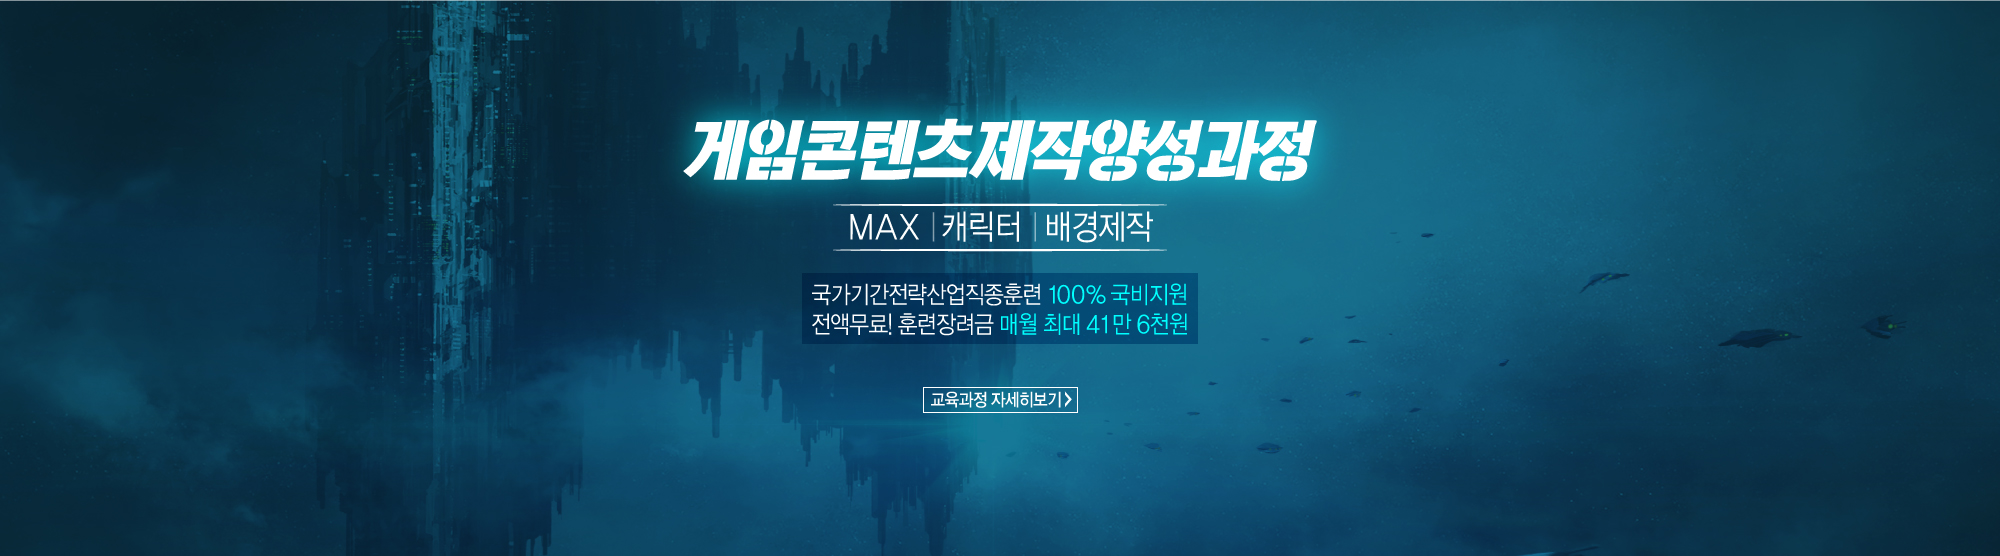 게임콘텐츠제작양성과정
MAX | 캐릭터 | 배경제작
국가기간전략산업직종훈련 100% 국비지원
전액무료! 훈련장려금 매월 최대 41만 6천원
교육과정 자세히보기 >